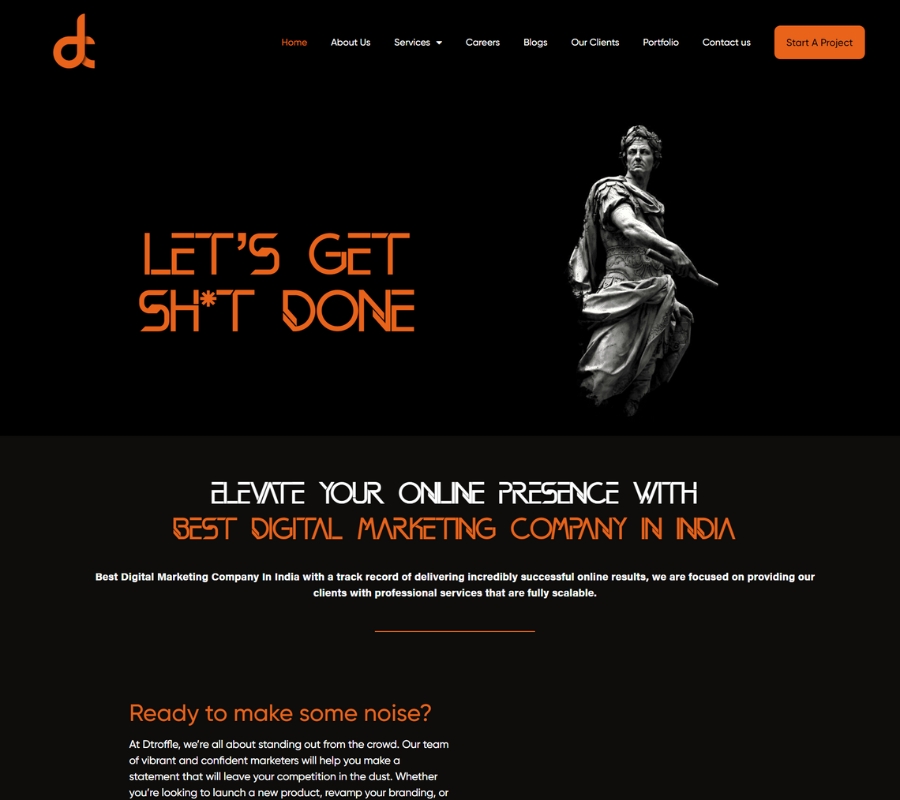 dc
Home About Us Services Careers Blogs Our Clients Portfolio Contact us Start A Project
LET'S GET
SH*T DONE
ELEVATE YOUR ONLINE PRESENCE WITH
BEST DIGITAL MARKETING COMPANY IN INDIA
Best Digital Marketing Company In India with a track record of delivering incredibly successful online results, we are focused on providing our
clients with professional services that are fully scalable.
Ready to make some noise?
At Dtroffle, we're all about standing out from the crowd. Our team
of vibrant and confident marketers will help you make a
statement that will leave your competition in the dust. Whether
you're looking to launch a new product, revamp your branding, or